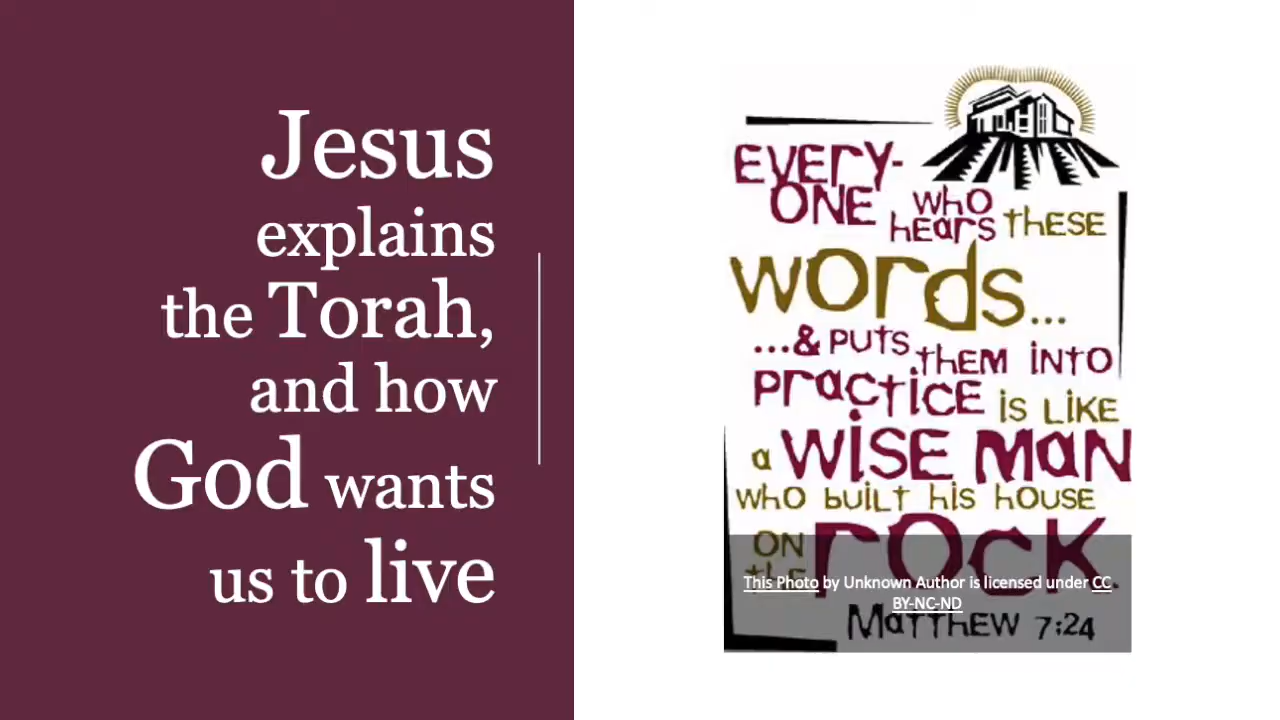 Jesus
explains
the Torah,
and how
God wants
us to live
EVERY-
ONE who
hears THESE
words...
...& PUTS THEM INTO
PRACTICE IS LIKE
a WISE MAN
WHO BUILT HIS HOUSE
ON
the ROCK.
This Photo by Unknown Author is licensed under CC
BY-NC-ND
MATTHEW 7:24